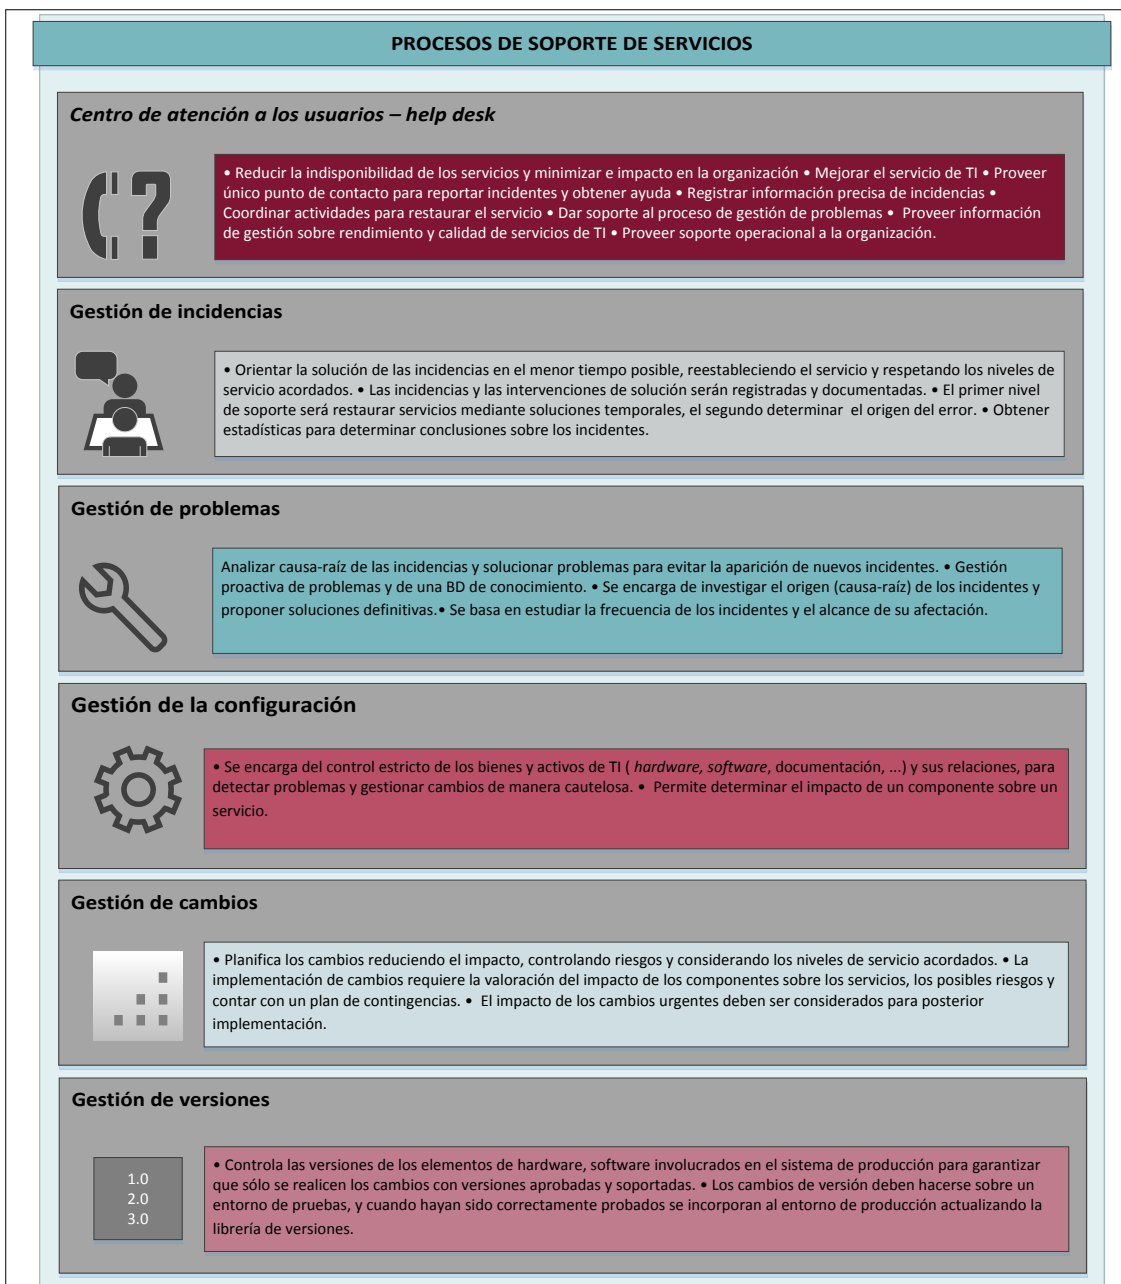 PROCESOS DE SOPORTE DE SERVICIOS
Centro de atención a los usuarios – help desk
• Reducir la indisponibilidad de los servicios y minimizar e impacto en la organización • Mejorar el servicio de TI • Proveer
único punto de contacto para reportar incidentes y obtener ayuda • Registrar información precisa de incidencias •
Coordinar actividades para restaurar el servicio • Dar soporte al proceso de gestión de problemas • Proveer información
de gestión sobre rendimiento y calidad de servicios de TI • Proveer soporte operacional a la organización.
Gestión de incidencias
• Orientar la solución de las incidencias en el menor tiempo posible, reestableciendo el servicio y respetando los niveles de
servicio acordados. • Las incidencias y las intervenciones de solución serán registradas y documentadas. • El primer nivel
de soporte será restaurar servicios mediante soluciones temporales, el segundo determinar el origen del error. • Obtener
estadísticas para determinar conclusiones sobre los incidentes.
Gestión de problemas
Analizar causa-raíz de las incidencias y solucionar problemas para evitar la aparición de nuevos incidentes. • Gestión
proactiva de problemas y de una BD de conocimiento. • Se encarga de investigar el origen (causa-raíz) de los incidentes y
proponer soluciones definitivas.• Se basa en estudiar la frecuencia de los incidentes y el alcance de su afectación.
Gestión de la configuración
• Se encarga del control estricto de los bienes y activos de TI ( hardware, software, documentación, ...) y sus relaciones, para
detectar problemas y gestionar cambios de manera cautelosa. • Permite determinar el impacto de un componente sobre un
servicio.
Gestión de cambios
• Planifica los cambios reduciendo el impacto, controlando riesgos y considerando los niveles de servicio acordados. • La
implementación de cambios requiere la valoración del impacto de los componentes sobre los servicios, los posibles riesgos y
contar con un plan de contingencias. • El impacto de los cambios urgentes deben ser considerados para posterior
implementación.
Gestión de versiones
1.0
2.0
3.0
• Controla las versiones de los elementos de hardware, software involucrados en el sistema de producción para garantizar
que sólo se realicen los cambios con versiones aprobadas y soportadas. • Los cambios de versión deben hacerse sobre un
entorno de pruebas, y cuando hayan sido correctamente probados se incorporan al entorno de producción actualizando la
librería de versiones.